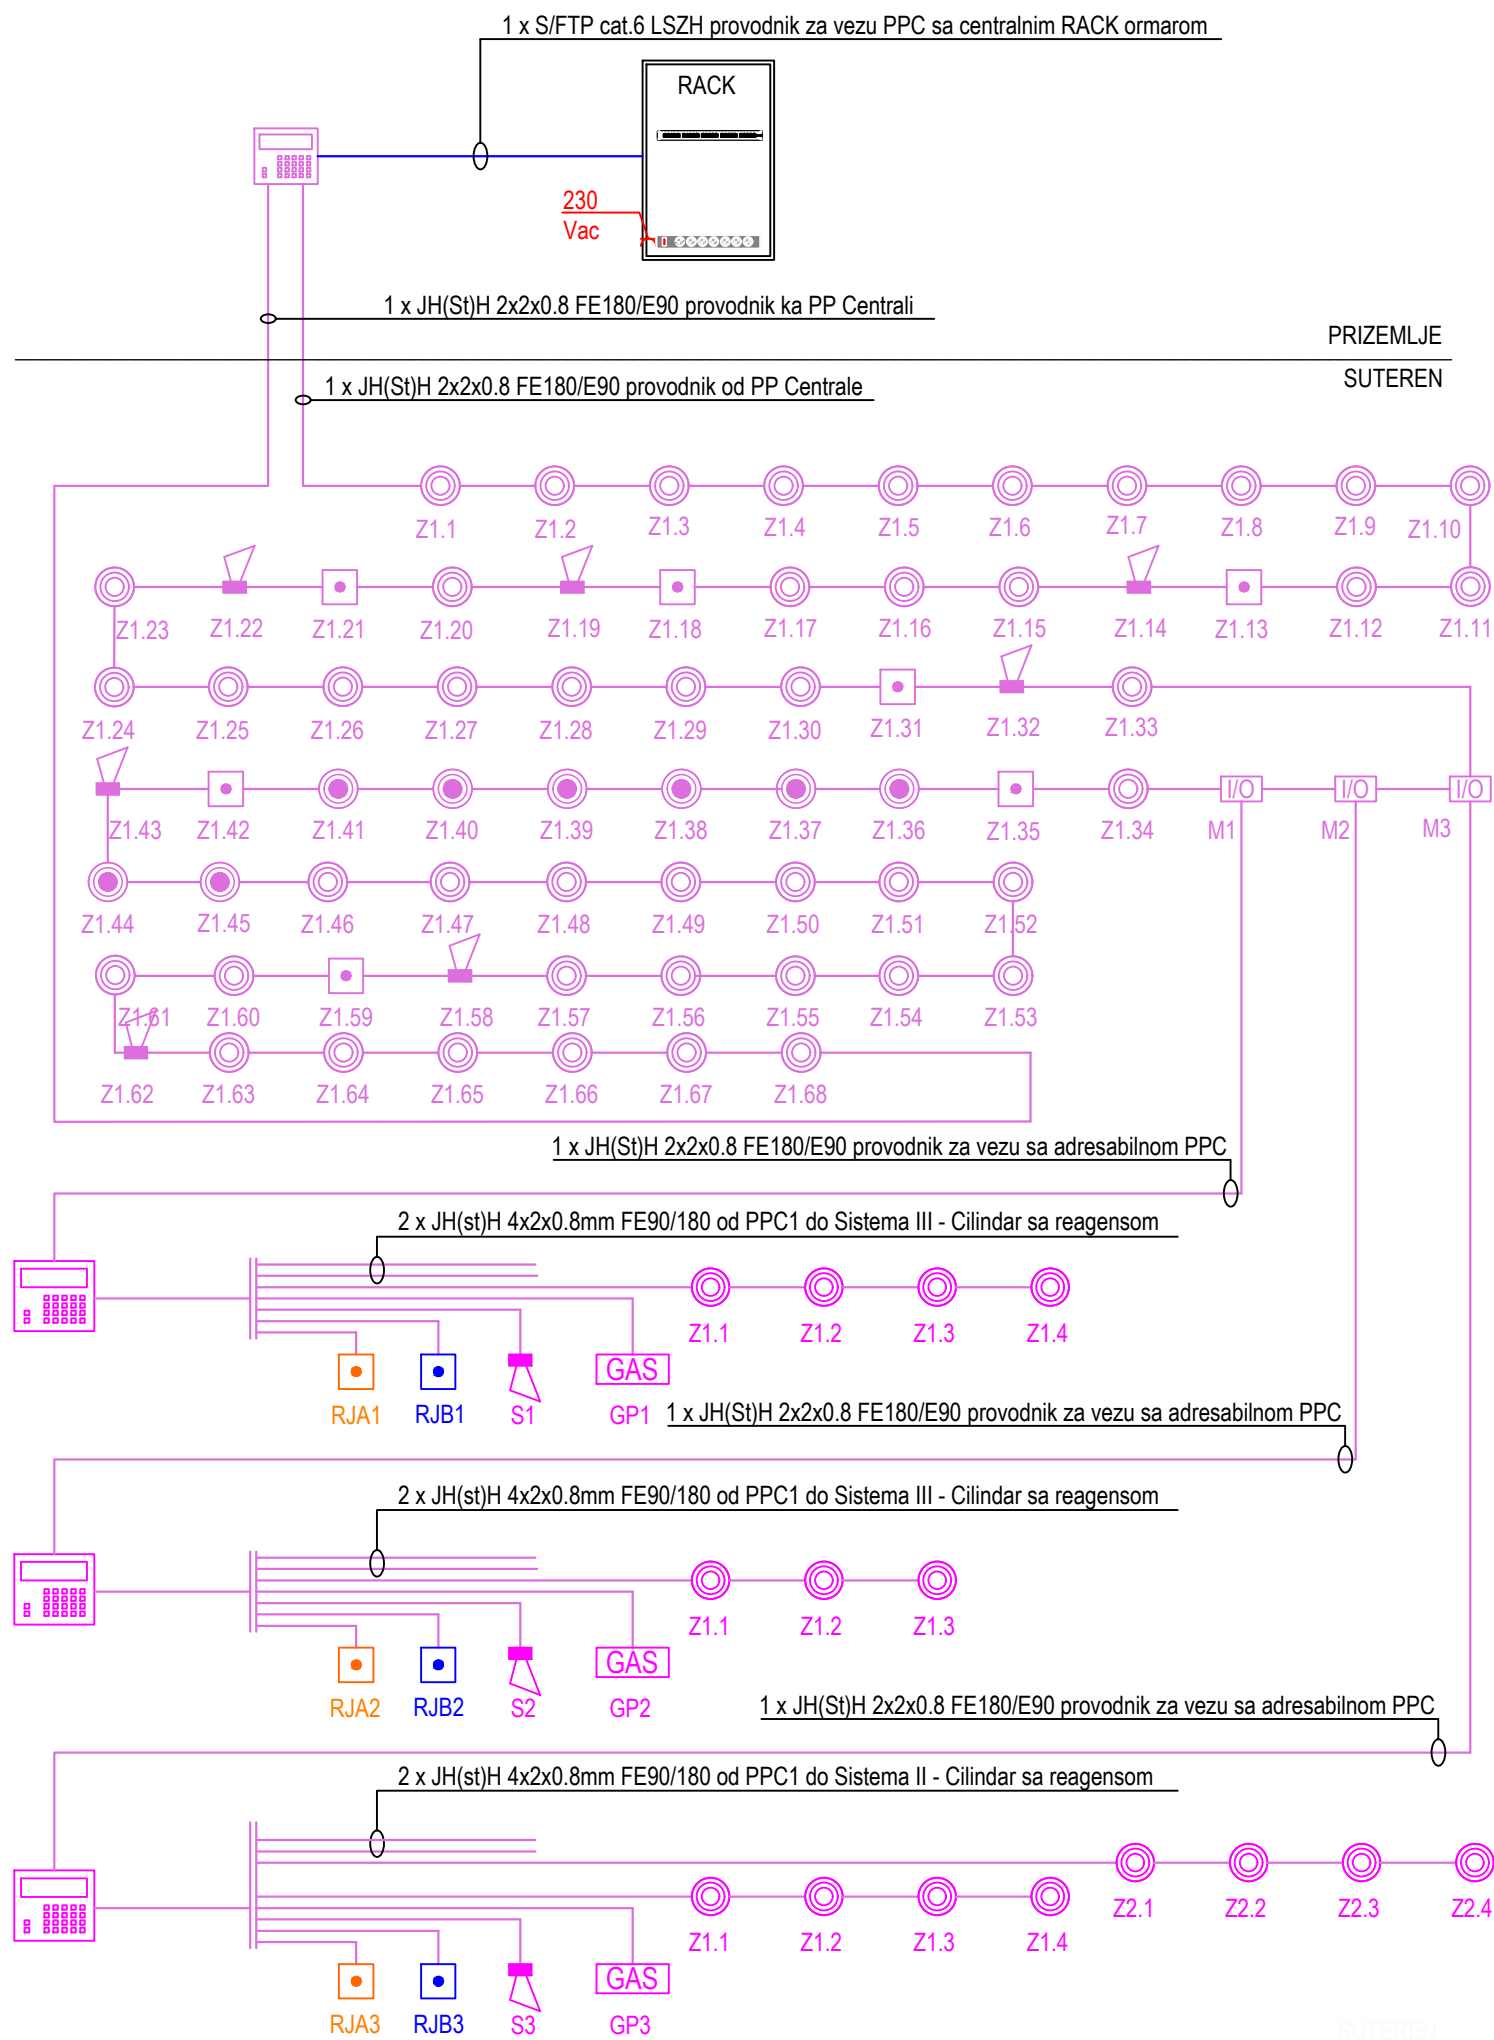 1 x S/FTP cat.6 LSZH provodnik za vezu PPC sa centralnim RACK ormarom
RACK
230
Vac
1 x JH(St)H 2x2x0.8 FE180/E90 provodnik ka PP Centrali
PRIZEMLJE
SUTEREN
1 x JH(St)H 2x2x0.8 FE180/E90 provodnik od PP Centrale
Z1.1 Z1.2 Z1.3 Z1.4 Z1.5 Z1.6 Z1.7 Z1.8 Z1.9 Z1.10
Z1.23 Z1.22 Z1.21 Z1.20 Z1.19 Z1.18 Z1.17 Z1.16 Z1.15 Z1.14 Z1.13 Z1.12 Z1.11
Z1.24 Z1.25 Z1.26 Z1.27 Z1.28 Z1.29 Z1.30 Z1.31 Z1.32 Z1.33
I/O I/O I/O
Z1.43 Z1.42 Z1.41 Z1.40 Z1.39 Z1.38 Z1.37 Z1.36 Z1.35 Z1.34 M1 M2 M3
Z1.44 Z1.45 Z1.46 Z1.47 Z1.48 Z1.49 Z1.50 Z1.51 Z1.52
Z1.61 Z1.60 Z1.59 Z1.58 Z1.57 Z1.56 Z1.55 Z1.54 Z1.53
Z1.62 Z1.63 Z1.64 Z1.65 Z1.66 Z1.67 Z1.68
1 x JH(St)H 2x2x0.8 FE180/E90 provodnik za vezu sa adresabilnom PPC
2 x JH(st)H 4x2x0.8mm FE90/180 od PPC1 do Sistema III - Cilindar sa reagensom
Z1.1 Z1.2 Z1.3 Z1.4
GAS
RJA1 RJB1 S1 GP1
1 x JH(St)H 2x2x0.8 FE180/E90 provodnik za vezu sa adresabilnom PPC
2 x JH(st)H 4x2x0.8mm FE90/180 od PPC1 do Sistema III - Cilindar sa reagensom
Z1.1 Z1.2 Z1.3
GAS
RJA2 RJB2 S2 GP2
1 x JH(St)H 2x2x0.8 FE180/E90 provodnik za vezu sa adresabilnom PPC
2 x JH(st)H 4x2x0.8mm FE90/180 od PPC1 do Sistema II - Cilindar sa reagensom
Z2.1 Z2.2 Z2.3 Z2.4
Z1.1 Z1.2 Z1.3 Z1.4
GAS
RJA3 RJB3 S3 GP3
SUTEREN